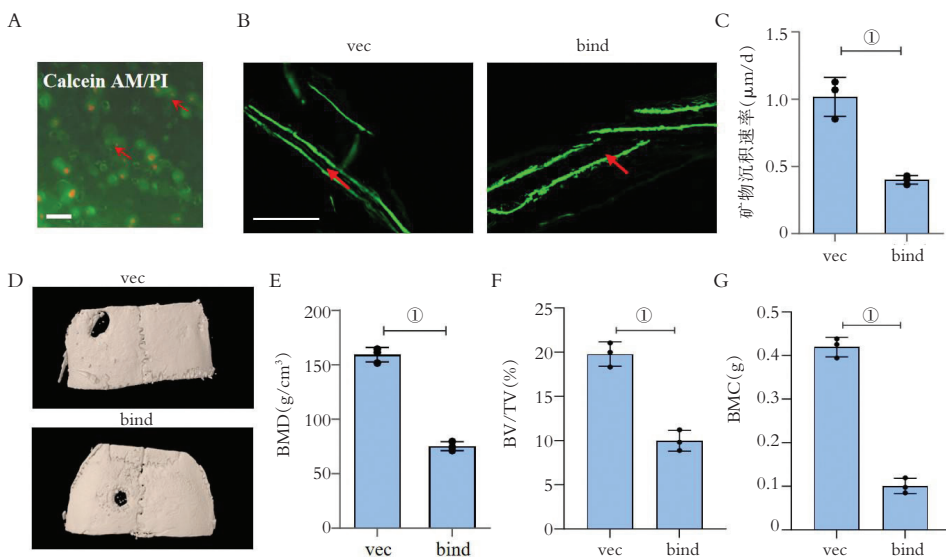 A
Calcein AM/PI
B
vec
bind
C
矿物沉积速率(μm/d)
1.5
1.0
0.5
0
①
vec
bind
D
vec
bind
E
BMD(g/cm³)
200
150
100
50
0
①
vec
bind
F
BV/TV(%)
25
20
15
10
5
0
①
vec
bind
G
BMC(g)
0.4
0.3
0.2
0.1
0
①
vec
bind